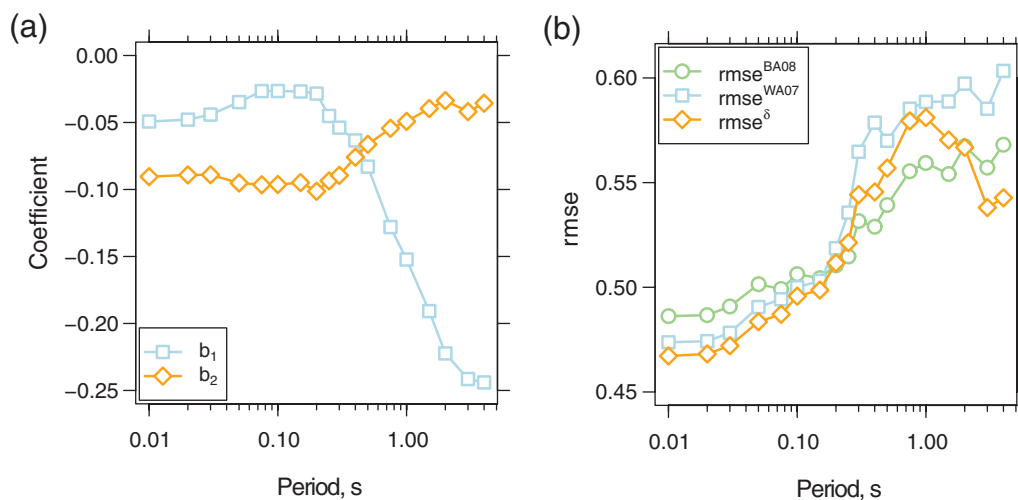 (a)
0.00
−0.05
−0.10
−0.15
−0.20
−0.25
Coefficient
b1
b2
0.01 0.10 1.00
Period, s
(b)
0.60
0.55
0.50
0.45
rmse
rmseBA08
rmseWA07
rmseδ
0.01 0.10 1.00
Period, s